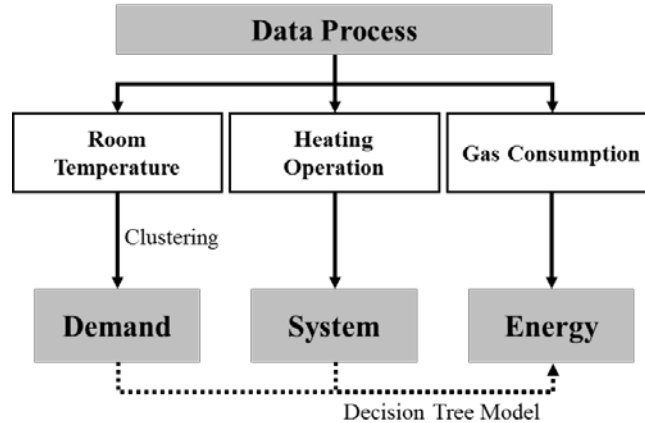 Data Process
Room
Temperature
Heating
Operation
Gas Consumption
Clustering
Demand
System
Energy
Decision Tree Model